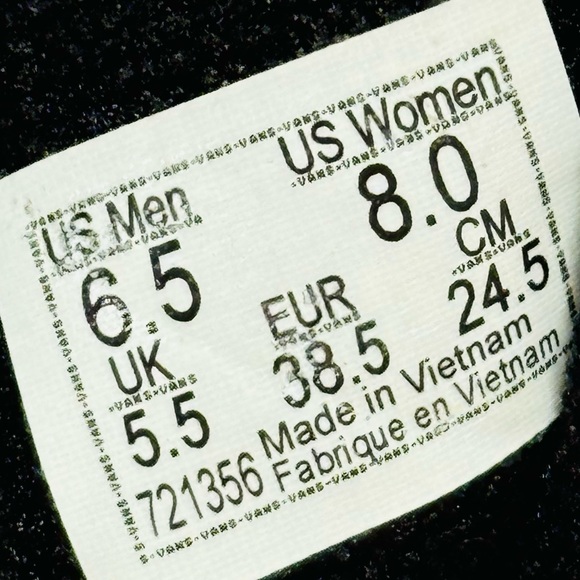 US Men US Women
6.5 8.0
UK EUR CM
5.5 38.5 24.5
721356 Made in Vietnam
Fabrique en Vietnam